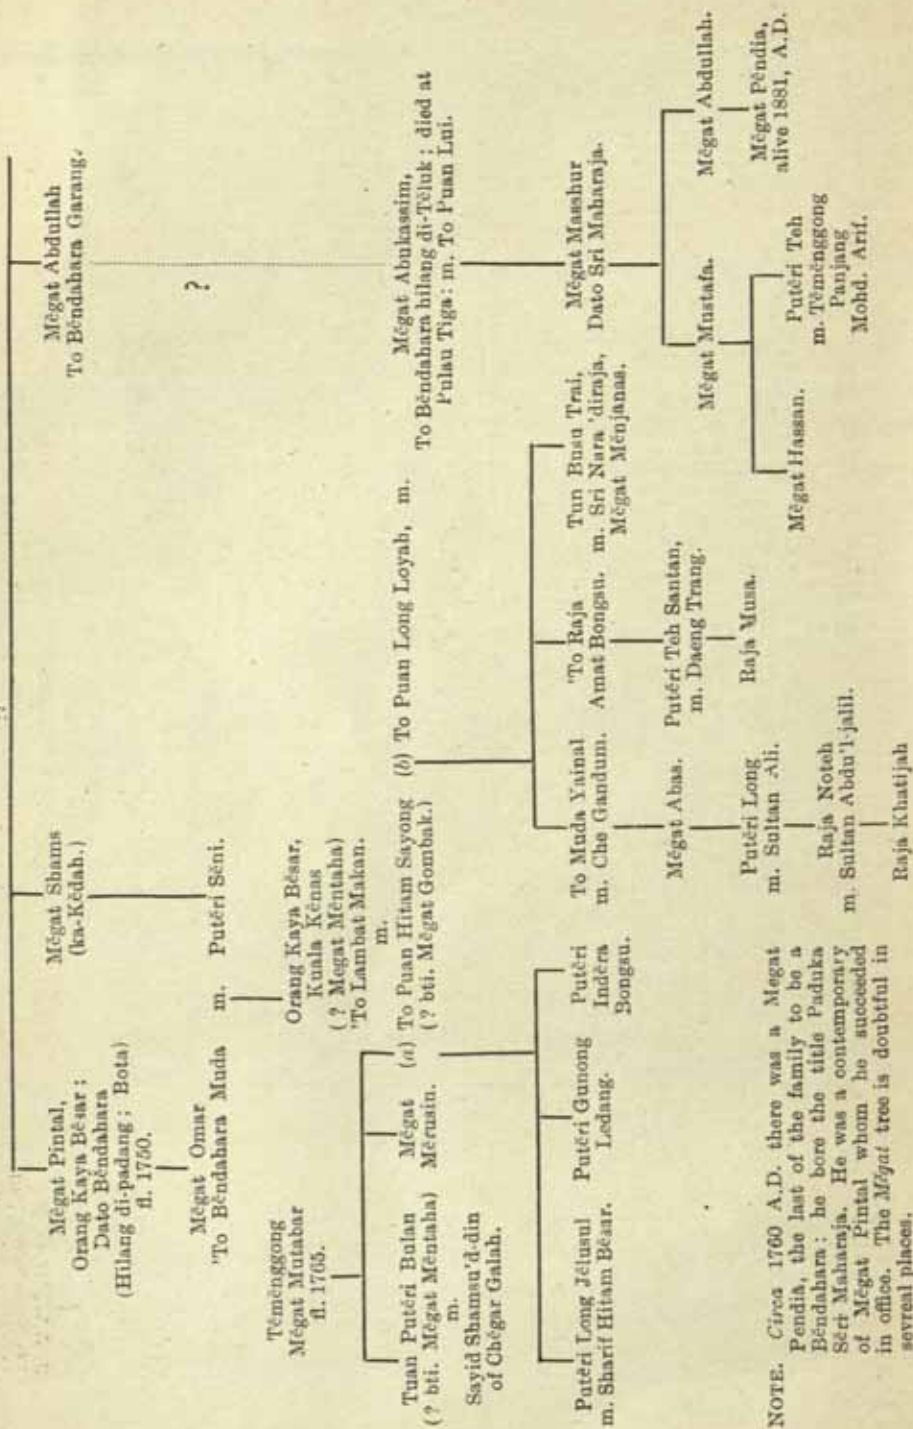 ?
Mĕgat Pintal,
Orang Kaya Bĕsar;
Dato Bĕndahara
(Hilang di-padang; Bota)
fl. 1750.
Mĕgat Shams
(ka-Kĕdah.)
Mĕgat Abdullah
To Bĕndahara Garang.
Mĕgat Omar
'To Bĕndahara Muda
m.
Putĕri Sĕni.
?
Tĕmĕnggong
Mĕgat Mutabar
fl. 1765.
Orang Kaya Bĕsar,
Kuala Kĕnas
(? Megat Mĕntaha)
'To Lambat Makan.
m.
Tuan Putĕri Bulan
(? bti. Mĕgat Mĕntaha)
m.
Sayid Shamsu'd-din
of Chĕgar Galah.
Mĕgat
Mĕrusin.
(a) To Puan Hitam Sayong
(? bti. Mĕgat Gombak.)
(b) To Puan Long Loyah, m.
Mĕgat Abukasaim,
To Bĕndahara hilang di-Tĕluk; died at
Pulau Tiga: m. To Puan Lui.
Putĕri Long Jĕlusul
m. Sharif Hitam Bĕsar.
Putĕri Gunong
Ledang.
Putĕri
Indĕra
Bongsu.
To Muda Yainal
m. Che Gandum.
'To Raja
Amat Bongsu.
Tun Busu Trai,
m. Sri Nara 'diraja,
Mĕgat Mĕnjanas.
Mĕgat Masshur
Dato Sri Maharaja.
Mĕgat Abas.
Putĕri Teh Santan,
m. Daeng Trang.
Mĕgat Mustafa.
Mĕgat Abdullah.
Putĕri Long
m. Sultan Ali.
Raja Musa.
Mĕgat Hassan.
Putĕri Teh
m. Tĕmĕnggong
Panjang
Mohd. Arif.
Mĕgat Pĕndia,
alive 1881, A.D.
Raja Noteh
m. Sultan Abdu'l-jalil.
Raja Khatijah
NOTE. Circa 1760 A.D. there was a Megat
Pendia, the last of the family to be a
Bĕndahara; he bore the title Paduka
Sĕri Maharaja. He was a contemporary
of Mĕgat Pintal whom he succeeded
in office. The Mĕgat tree is doubtful in
sevreal places.